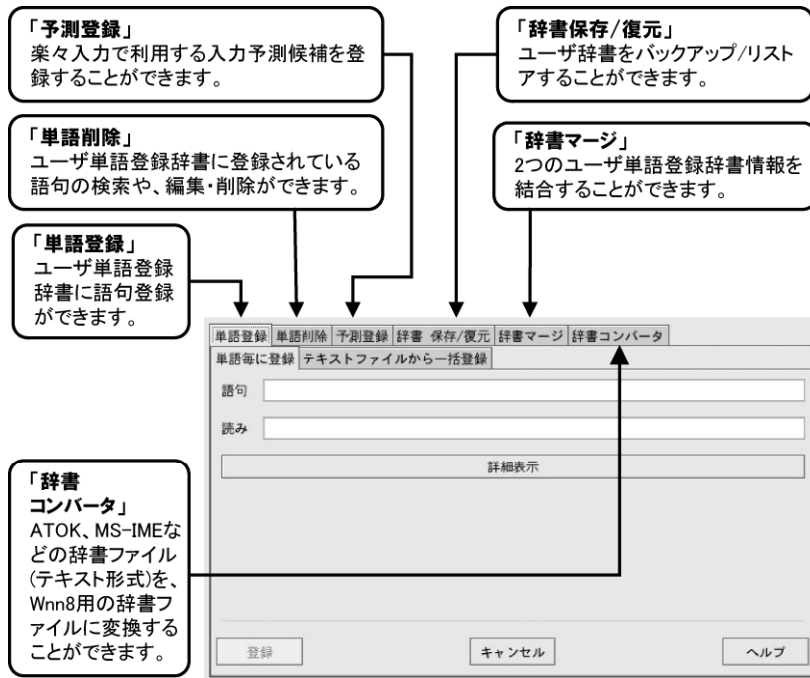 「予測登録」
楽々入力で利用する入力予測候補を登
録することができます。
「辞書保存/復元」
ユーザ辞書をバックアップ/リスト
アすることができます。
「単語削除」
ユーザ単語登録辞書に登録されている
語句の検索や、編集・削除ができます。
「辞書マージ」
2つのユーザ単語登録辞書情報を
結合することができます。
「単語登録」
ユーザ単語登録
辞書に語句登録
ができます。
単語登録 単語削除 予測登録 辞書 保存/復元 辞書マージ 辞書コンバータ
単語毎に登録 テキストファイルから一括登録
語句
読み
詳細表示
「辞書
コンバータ」
ATOK、MS-IMEな
どの辞書ファイル
(テキスト形式)を、
Wnn8用の辞書フ
ァイルに変換する
ことができます。
登録 キャンセル ヘルプ